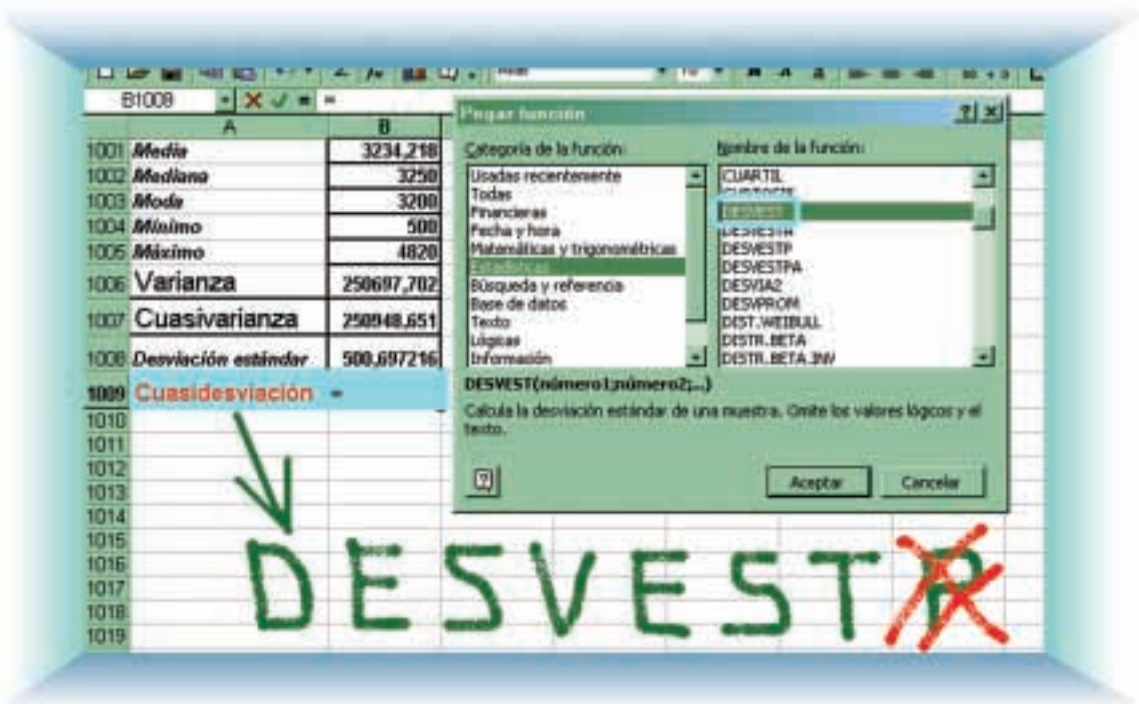 B1009 =
Pegar función
A B
1001 Media 3234,218
1002 Mediana 3250
1003 Moda 3200
1004 Mínimo 500
1005 Máximo 4820
1006 Varianza 250697,702
1007 Cuasivarianza 250948,651
1008 Desviación estándar 500,697216
1009 Cuasidesviación =
1010
1011
1012
1013
1014
1015
1016
1017
1018
1019
Categoría de la función:
Usadas recientemente
Todas
Financieras
Fecha y hora
Matemáticas y trigonométricas
Estadísticas
Búsqueda y referencia
Base de datos
Texto
Lógicas
Información
Nombre de la función:
CUARTIL
CURTOSIS
DESVEST
DESVESTA
DESVESTP
DESVESTPA
DESVIA2
DESVPROM
DIST.WEIBULL
DISTR.BETA
DISTR.BETA.INV
DESVEST(número1;número2;...)
Calcula la desviación estándar de una muestra. Omite los valores lógicos y el
texto.
Aceptar Cancelar
DESVESTP